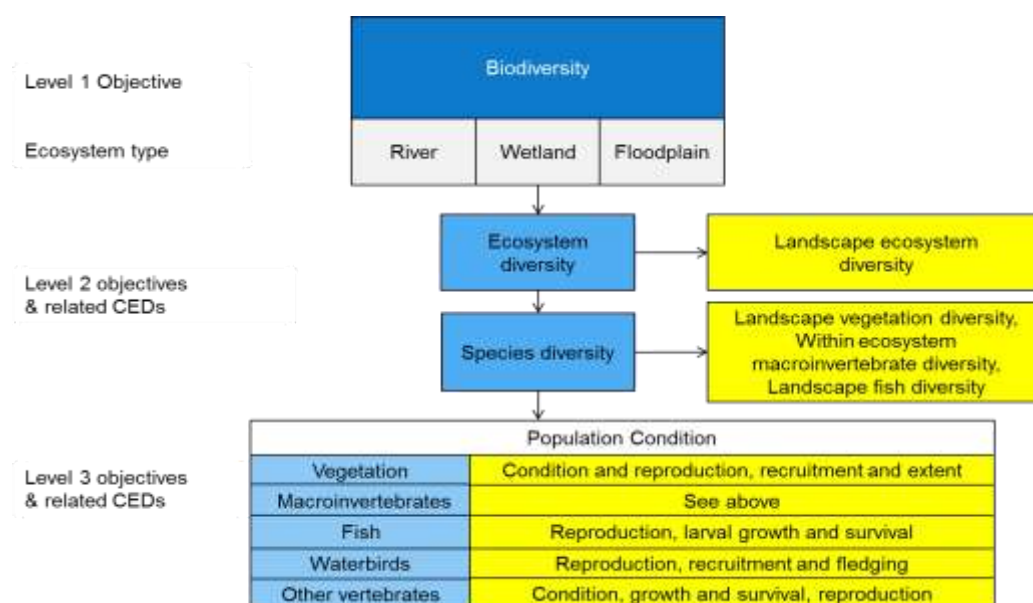 Biodiversity
Level 1 Objective
Ecosystem type
River
Wetland
Floodplain
Ecosystem
diversity
Landscape ecosystem
diversity
Level 2 objectives
& related CEDs
Species diversity
Landscape vegetation diversity,
Within ecosystem
macroinvertebrate diversity,
Landscape fish diversity
Population Condition
Level 3 objectives
& related CEDs
Vegetation
Condition and reproduction, recruitment and extent
Macroinvertebrates
See above
Fish
Reproduction, larval growth and survival
Waterbirds
Reproduction, recruitment and fledging
Other vertebrates
Condition, growth and survival, reproduction